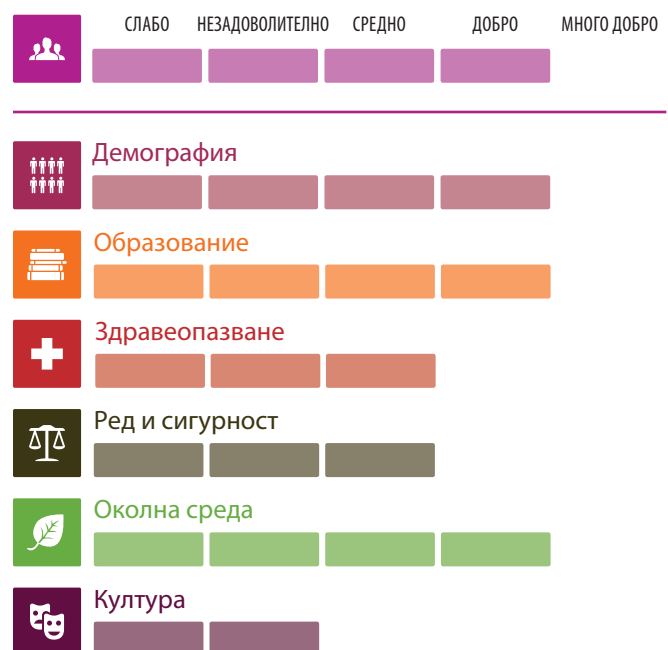 СЛАБО НЕЗАДОВОЛИТЕЛНО СРЕДНО ДОБРО МНОГО ДОБРО
Демография
Образование
Здравеопазване
Ред и сигурност
Околна среда
Култура